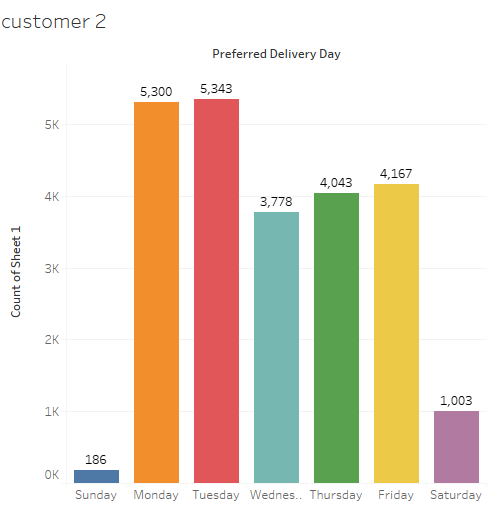 customer 2
Preferred Delivery Day
Count of Sheet 1
5K
4K
3K
2K
1K
0K
186
5,300
5,343
3,778
4,043
4,167
1,003
Sunday Monday Tuesday Wednes.. Thursday Friday Saturday